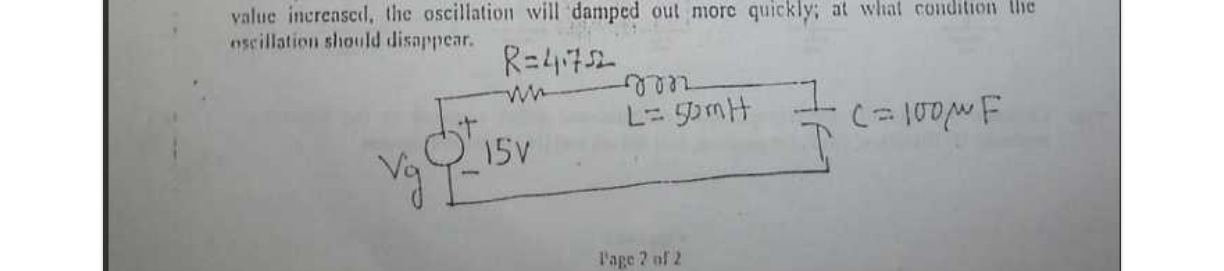 value increased, the oscillation will damped out more quickly; at what condition the
oscillation should disappear.
R=4.7Ω
L=50mH
C=100μF
+
Vg 15V
-
Page 2 of 2